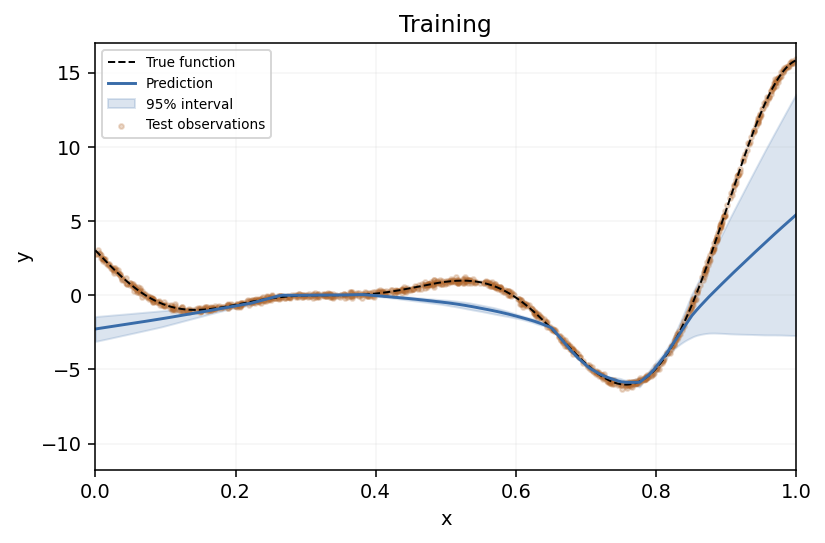 Training
True function
Prediction
95% interval
Test observations
15
10
5
0
−5
−10
y
0.0 0.2 0.4 0.6 0.8 1.0
x